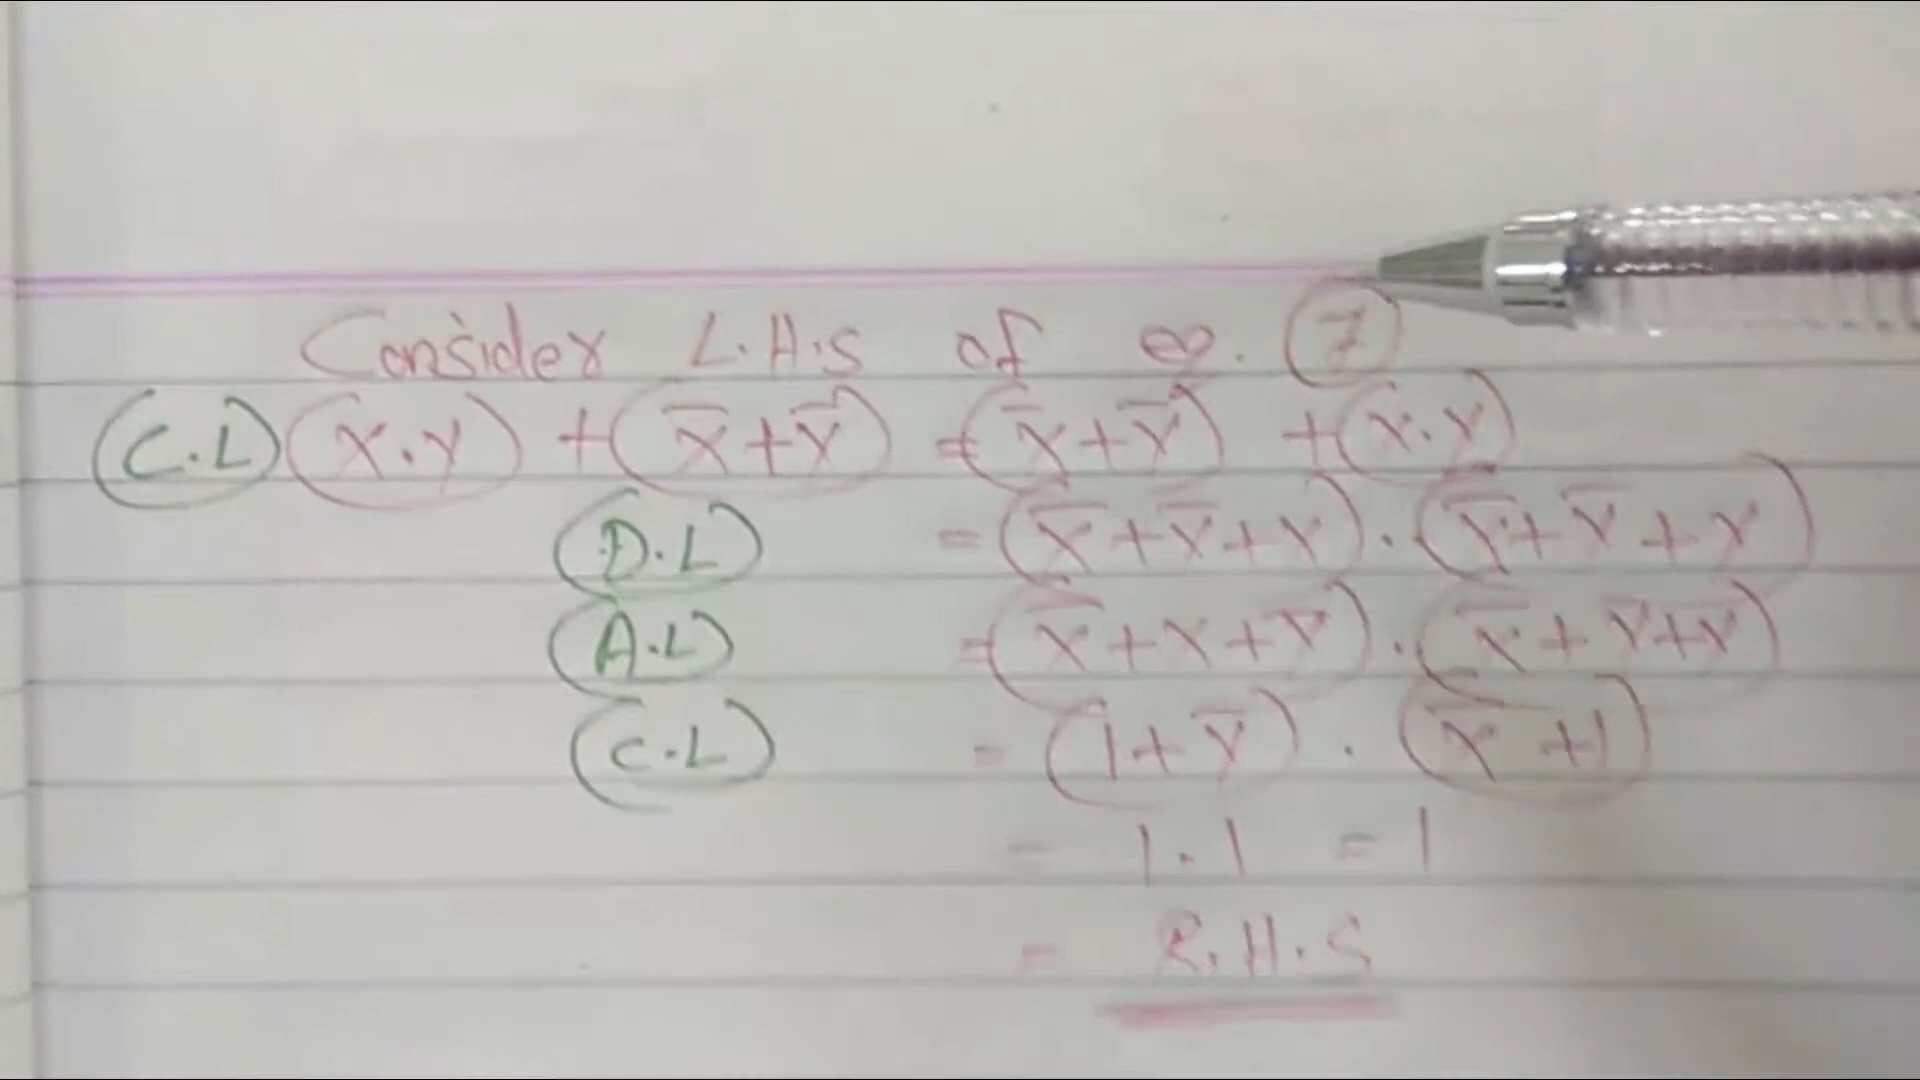 Consider L.H.S of eq. (7)
(C.L) (X.Y) + (X̅+Y̅) = (X̅+Y̅) + (X.Y)
(D.L) = (X̅+Y̅+X).(X̅+Y̅+Y)
(A.L) = (X̅+X+Y̅).(X̅+Y̅+Y̅)
(C.L) = (1+Y̅).(X̅+1)
= 1.1 = 1
= R.H.S